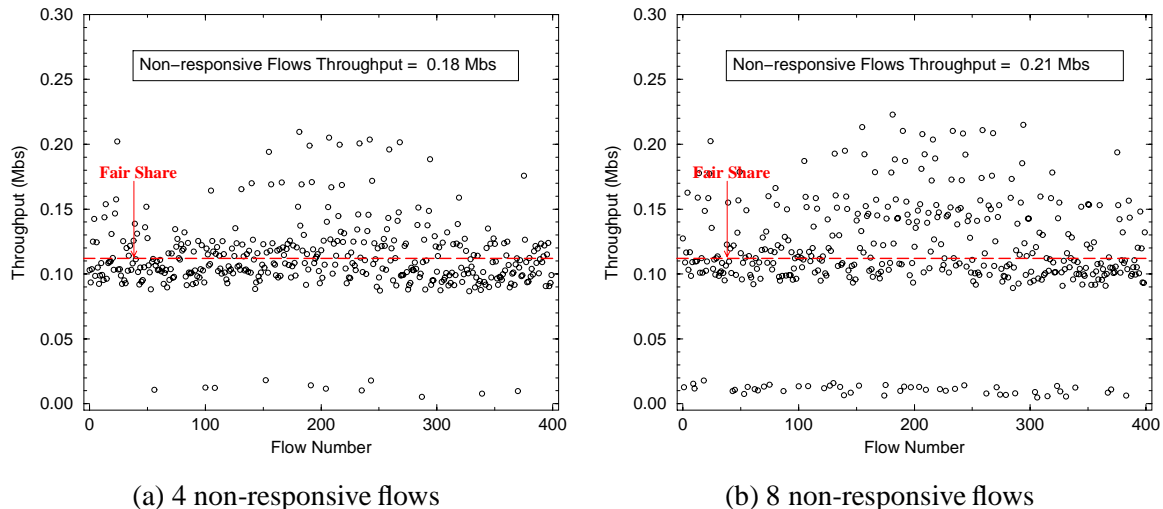 0.30
0.25
0.20
0.15
0.10
0.05
0.00
Throughput (Mbs)
Non−responsive Flows Throughput = 0.18 Mbs
Fair Share
0 100 200 300 400
Flow Number
(a) 4 non-responsive flows
0.30
0.25
0.20
0.15
0.10
0.05
0.00
Throughput (Mbs)
Non−responsive Flows Throughput = 0.21 Mbs
Fair Share
0 100 200 300 400
Flow Number
(b) 8 non-responsive flows